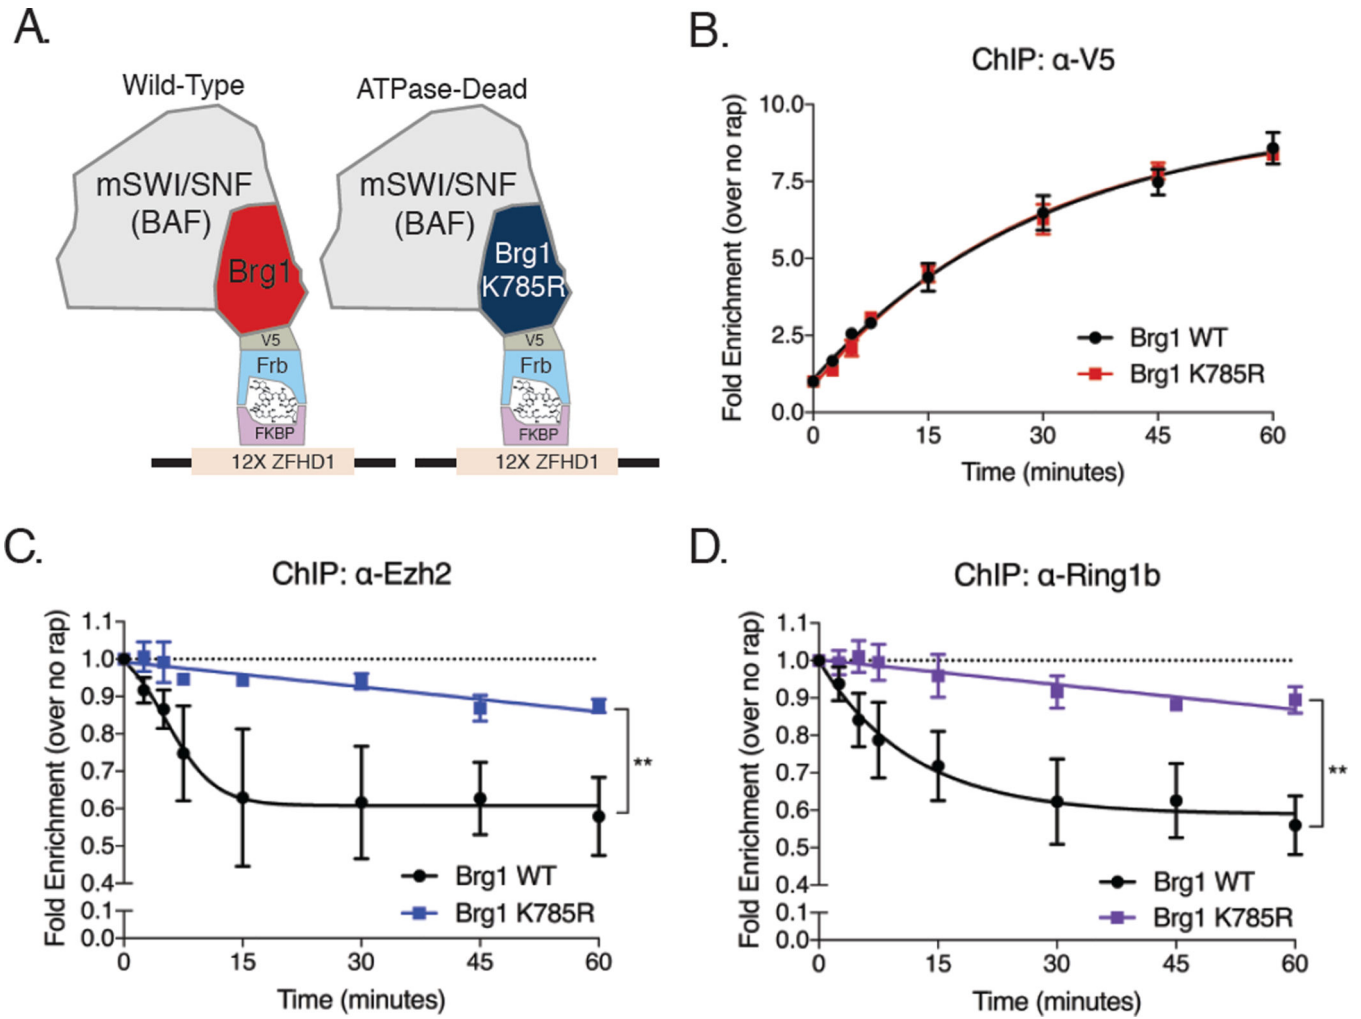 A.
Wild-Type
ATPase-Dead
mSWI/SNF
(BAF)
Brg1
V5
Frb
FKBP
12X ZFHD1
mSWI/SNF
(BAF)
Brg1
K785R
V5
Frb
FKBP
12X ZFHD1
B.
ChIP: α-V5
Fold Enrichment (over no rap)
10.0
7.5
5.0
2.5
0.0
Brg1 WT
Brg1 K785R
0 15 30 45 60
Time (minutes)
C.
ChIP: α-Ezh2
Fold Enrichment (over no rap)
1.1
1.0
0.9
0.8
0.7
0.6
0.5
0.4
0.1
0.0
**
Brg1 WT
Brg1 K785R
0 15 30 45 60
Time (minutes)
D.
ChIP: α-Ring1b
Fold Enrichment (over no rap)
1.1
1.0
0.9
0.8
0.7
0.6
0.5
0.4
0.1
0.0
**
Brg1 WT
Brg1 K785R
0 15 30 45 60
Time (minutes)